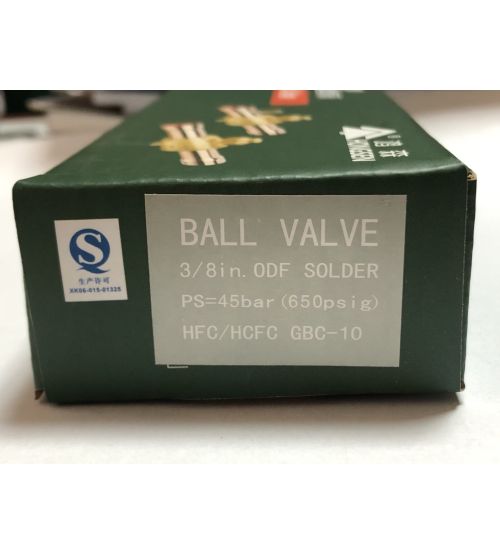 BALL VALVE
3/8in. ODF SOLDER
PS=45bar(650psig)
HFC/HCFC GBC-10
QS
生产许可
XK06-015-01325